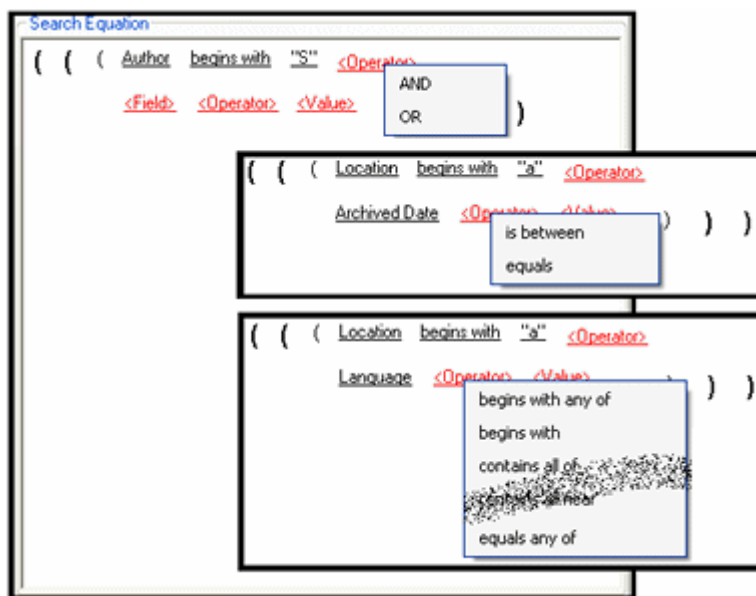 Search Equation
( ( ( Author begins with "S" <Operator>
AND
<Field> <Operator> <Value>
OR
)
( ( ( Location begins with "a" <Operator>
Archived Date <Operator> <Value> ) ) )
is between
equals
( ( ( Location begins with "a" <Operator>
Language <Operator> <Value> ) ) )
begins with any of
begins with
contains all of
equals any of